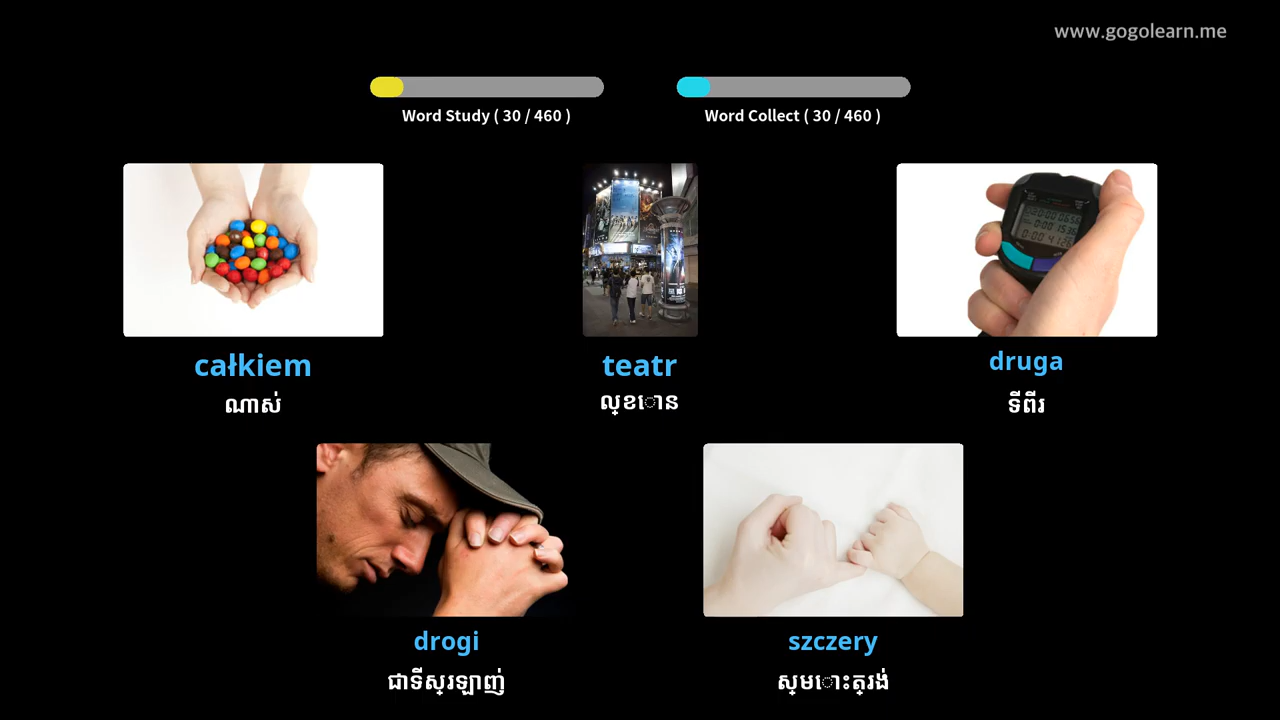 www.gogolearn.me
Word Study ( 30 / 460 )
Word Collect ( 30 / 460 )
całkiem
teatr
druga
ណាស់
ល្ខោន
ទីពីរ
drogi
szczery
ជាទីស្រឡាញ់
ស្មោះត្រង់